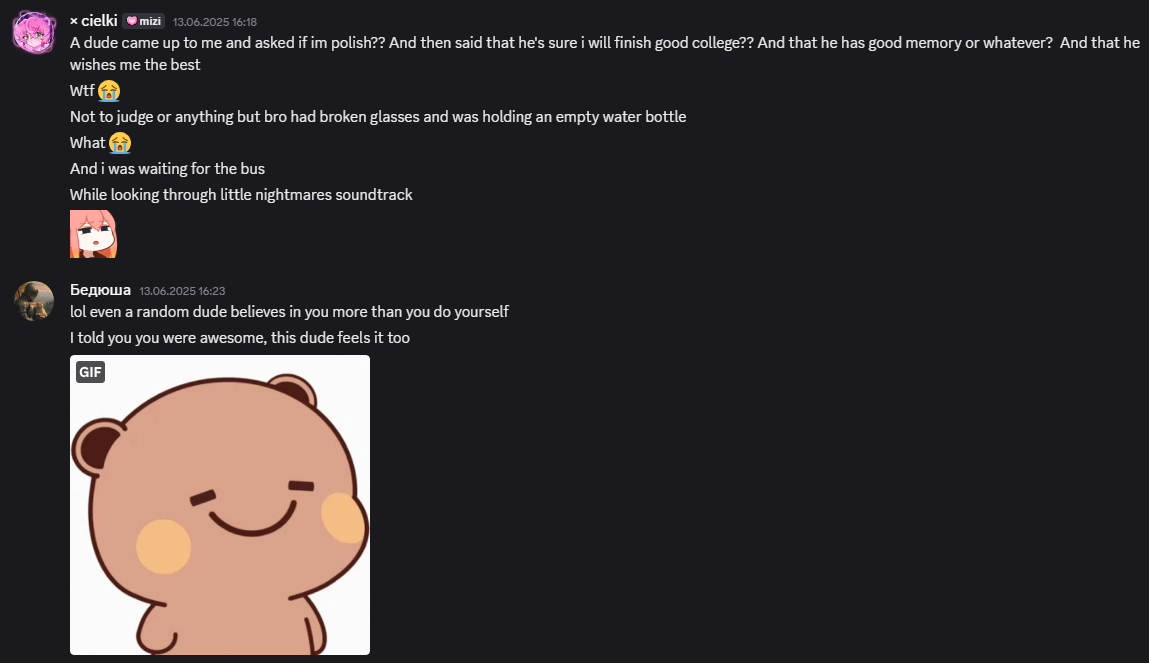 × cielki mizi 13.06.2025 16:18
A dude came up to me and asked if im polish?? And then said that he's sure i will finish good college?? And that he has good memory or whatever? And that he
wishes me the best
Wtf 😭
Not to judge or anything but bro had broken glasses and was holding an empty water bottle
What 😭
And i was waiting for the bus
While looking through little nightmares soundtrack
Бедюша 13.06.2025 16:23
lol even a random dude believes in you more than you do yourself
I told you you were awesome, this dude feels it too
GIF